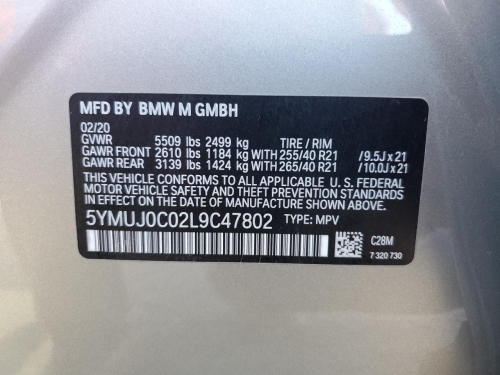 MFD BY BMW M GMBH
02/20
GVWR 5509 lbs 2499 kg TIRE / RIM
GAWR FRONT 2610 lbs 1184 kg WITH 255/40 R21 / 9.5J x 21
GAWR REAR 3139 lbs 1424 kg WITH 265/40 R21 / 10.0J x 21
THIS VEHICLE CONFORMS TO ALL APPLICABLE U. S. FEDERAL
MOTOR VEHICLE SAFETY, BUMPER, AND THEFT PREVENTION
STANDARDS IN EFFECT ON THE DATE OF MANUFACTURE SHOWN ABOVE.
5YMUJ0C02L9C47802 TYPE: MPV
C28M
7 320 730